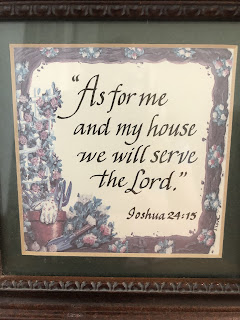 "As for me
and my house
we will serve
the Lord."
Joshua 24:15